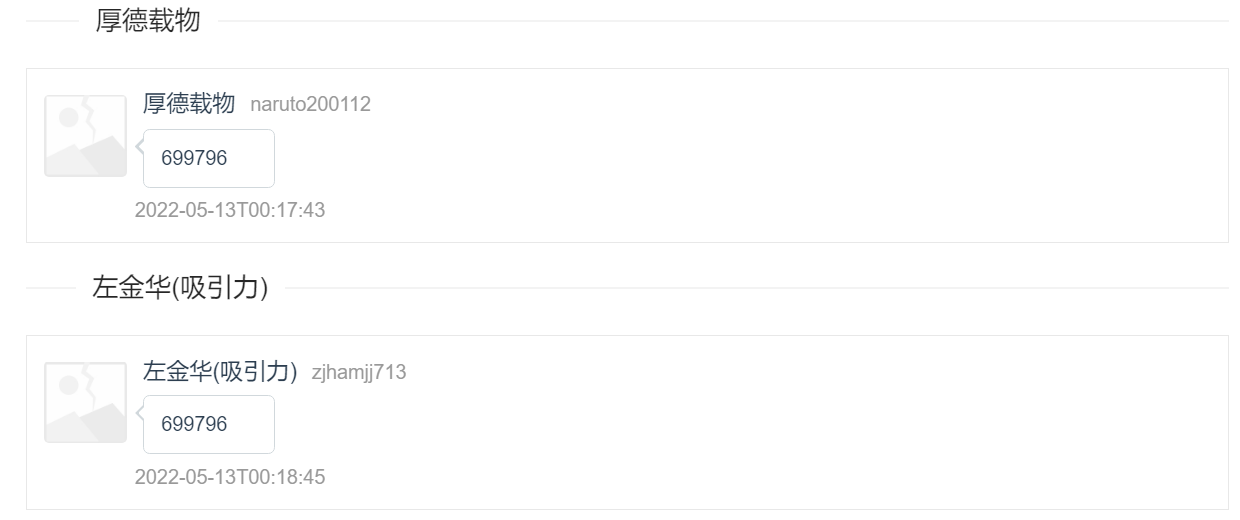 厚德载物
厚德载物 naruto200112
699796
2022-05-13T00:17:43
左金华(吸引力)
左金华(吸引力) zjhamjj713
699796
2022-05-13T00:18:45